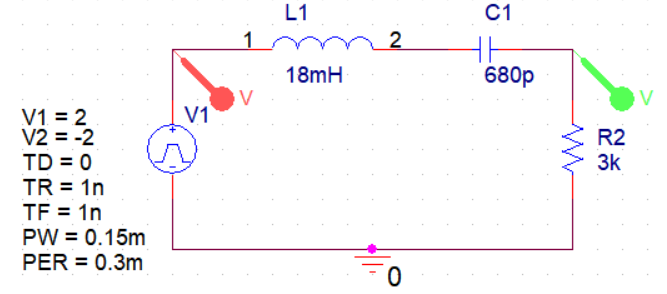 L1
C1
1
2
18mH
680p
V
V
V1
V1 = 2
V2 = -2
TD = 0
TR = 1n
TF = 1n
PW = 0.15m
PER = 0.3m
R2
3k
0